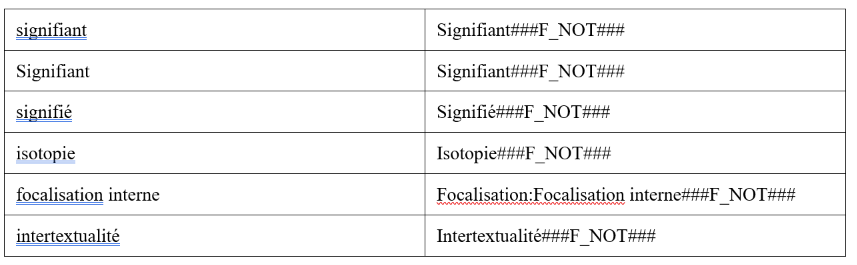 signifiant Signifiant###F_NOT###
Signifiant Signifiant###F_NOT###
signifié Signifié###F_NOT###
isotopie Isotopie###F_NOT###
focalisation interne Focalisation:Focalisation interne###F_NOT###
intertextualité Intertextualité###F_NOT###